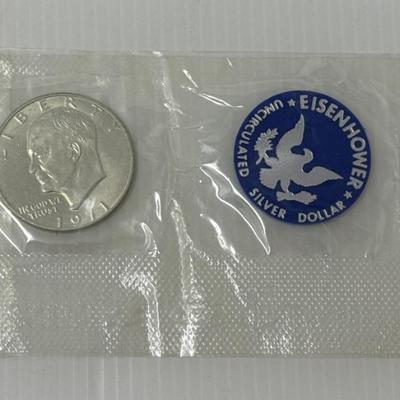 LIBERTY
IN GOD WE
TRUST
1971
★ EISENHOWER ★
UNCIRCULATED SILVER DOLLAR